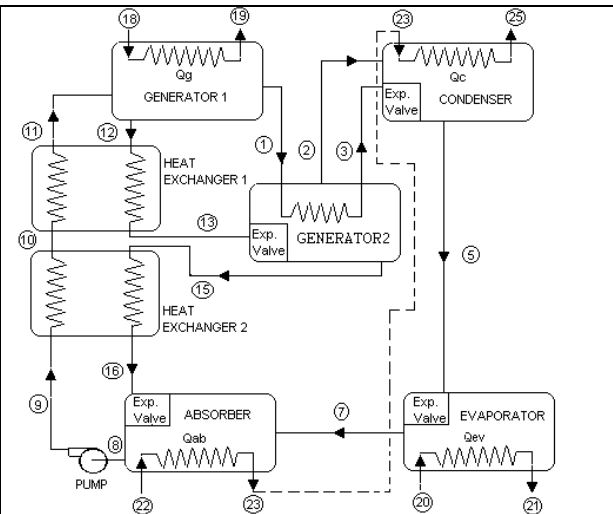 18
19
23
25
Qg
GENERATOR 1
Qc
CONDENSER
Exp.
Valve
11
12
1
2
3
HEAT
EXCHANGER 1
13
Exp.
Valve
GENERATOR2
10
5
15
HEAT
EXCHANGER 2
16
9
Exp.
Valve
ABSORBER
7
Exp.
Valve
EVAPORATOR
8
Qab
Qev
PUMP
22
23
20
21